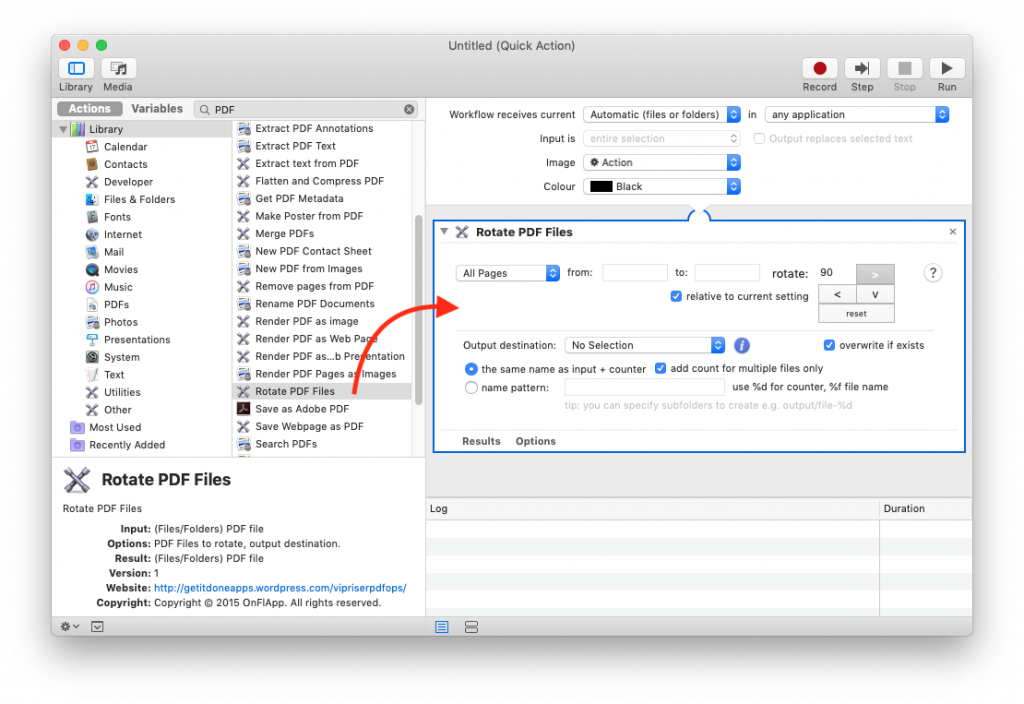 Untitled (Quick Action)
Library Media Record Step Stop Run
Actions Variables PDF
Library
Calendar
Contacts
Developer
Files & Folders
Fonts
Internet
Mail
Movies
Music
PDFs
Photos
Presentations
System
Text
Utilities
Other
Most Used
Recently Added
Extract PDF Annotations
Extract PDF Text
Extract text from PDF
Flatten and Compress PDF
Get PDF Metadata
Make Poster from PDF
Merge PDFs
New PDF Contact Sheet
New PDF from Images
Remove pages from PDF
Rename PDF Documents
Render PDF as image
Render PDF as Web Page
Render PDF as...b Presentation
Render PDF Pages as Images
Rotate PDF Files
Save as Adobe PDF
Save Webpage as PDF
Search PDFs
Rotate PDF Files
Rotate PDF Files
Input: (Files/Folders) PDF file
Options: PDF Files to rotate, output destination.
Result: (Files/Folders) PDF file
Version: 1
Website: http://getitdoneapps.wordpress.com/vipriserpdfops/
Copyright: Copyright © 2015 OnFlApp. All rights reserved.
Workflow receives current Automatic (files or folders) in any application
Input is entire selection Output replaces selected text
Image Action
Colour Black
Rotate PDF Files
All Pages from: to: rotate: 90 >
relative to current setting < v
reset
?
Output destination: No Selection i overwrite if exists
the same name as input + counter add count for multiple files only
name pattern: use %d for counter, %f file name
tip: you can specify subfolders to create e.g. output/file-%d
Results Options
Log Duration